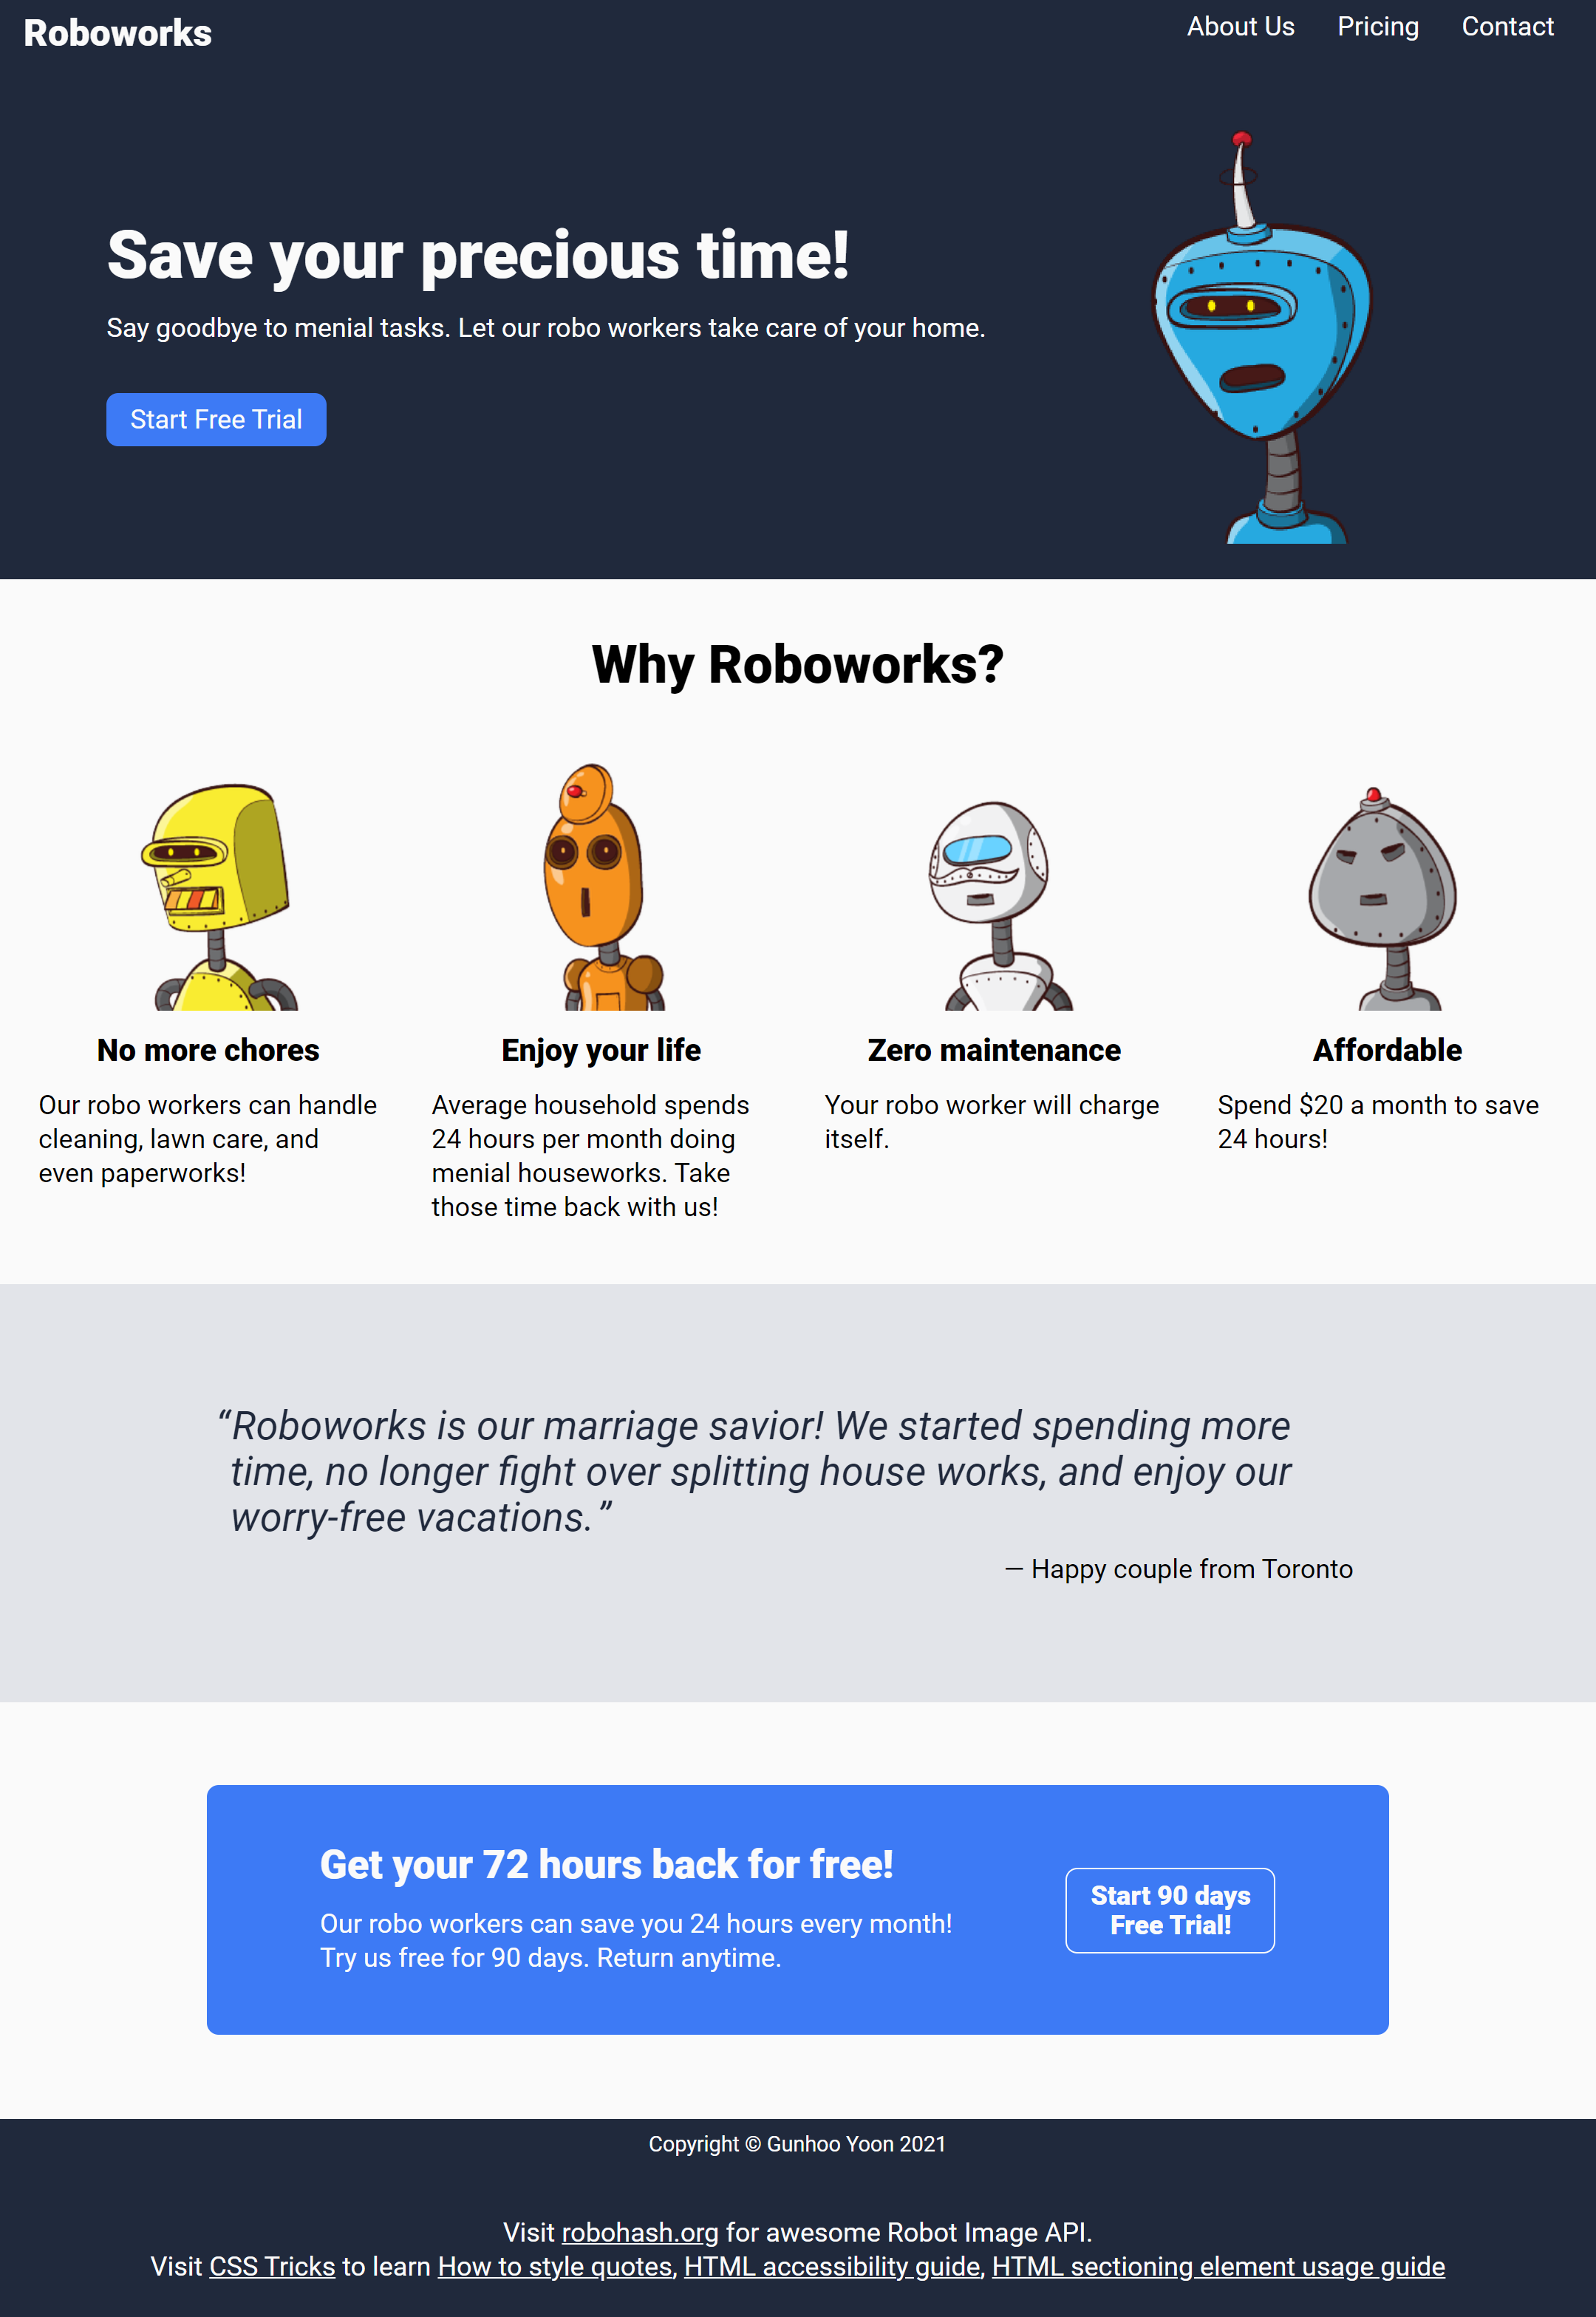 Roboworks
About Us Pricing Contact
Save your precious time!
Say goodbye to menial tasks. Let our robo workers take care of your home.
Start Free Trial
Why Roboworks?
No more chores
Our robo workers can handle
cleaning, lawn care, and
even paperworks!
Enjoy your life
Average household spends
24 hours per month doing
menial houseworks. Take
those time back with us!
Zero maintenance
Your robo worker will charge
itself.
Affordable
Spend $20 a month to save
24 hours!
“Roboworks is our marriage savior! We started spending more
time, no longer fight over splitting house works, and enjoy our
worry-free vacations.”
— Happy couple from Toronto
Get your 72 hours back for free!
Our robo workers can save you 24 hours every month!
Try us free for 90 days. Return anytime.
Start 90 days
Free Trial!
Copyright © Gunhoo Yoon 2021
Visit robohash.org for awesome Robot Image API.
Visit CSS Tricks to learn How to style quotes, HTML accessibility guide, HTML sectioning element usage guide